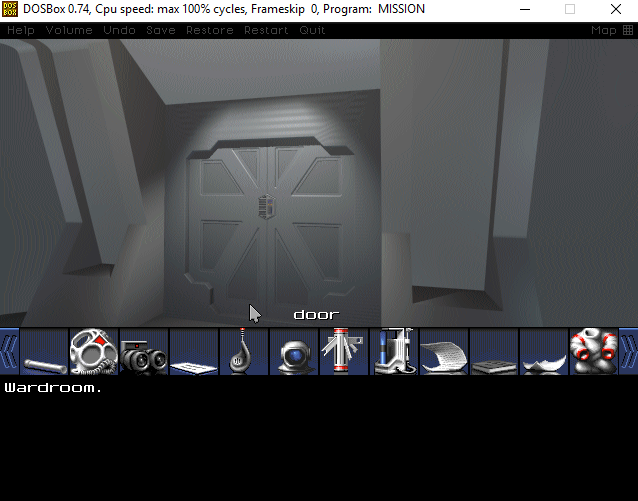 DOSBox 0.74, Cpu speed: max 100% cycles, Frameskip 0, Program: MISSION
Help Volume Undo Save Restore Restart Quit Map
door
Wardroom.